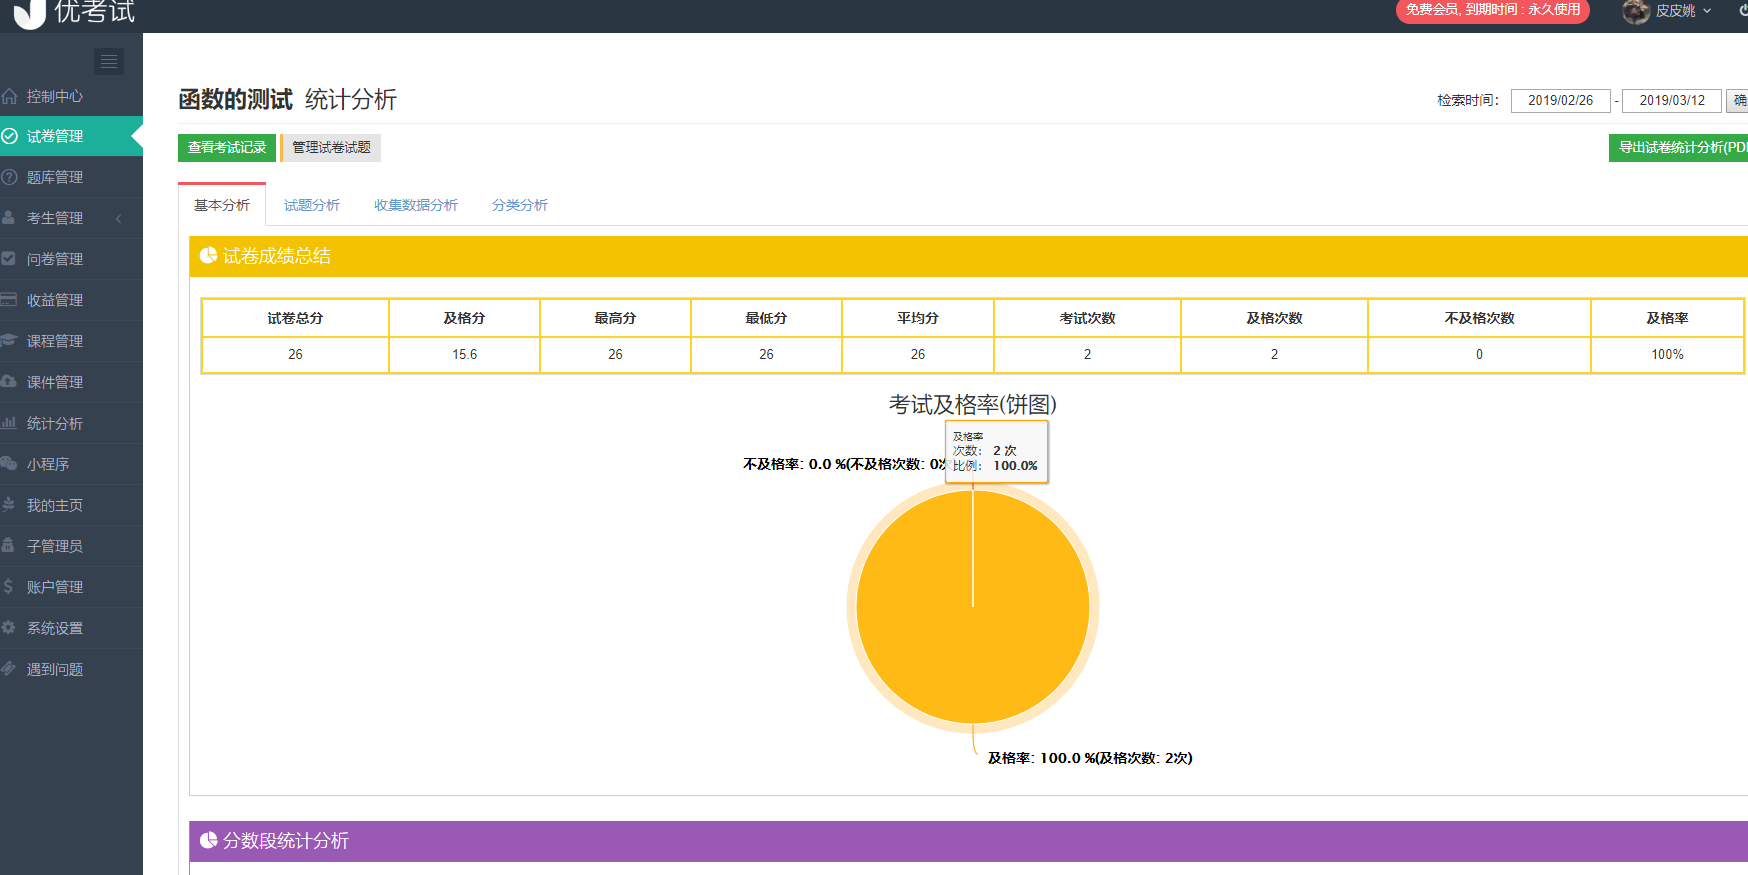 优考试
免费会员, 到期时间 : 永久使用
皮皮姚
控制中心
试卷管理
题库管理
考生管理
问卷管理
收益管理
课程管理
课件管理
统计分析
小程序
我的主页
子管理员
账户管理
系统设置
遇到问题
函数的测试 统计分析
检索时间： 2019/02/26 - 2019/03/12 确
查看考试记录 管理试卷试题
导出试卷统计分析(PD
基本分析 试题分析 收集数据分析 分类分析
试卷成绩总结
试卷总分 及格分 最高分 最低分 平均分 考试次数 及格次数 不及格次数 及格率
26 15.6 26 26 26 2 2 0 100%
考试及格率(饼图)
及格率
次数： 2 次
比例： 100.0%
不及格率: 0.0 %(不及格次数: 0次
及格率: 100.0 %(及格次数: 2次)
分数段统计分析